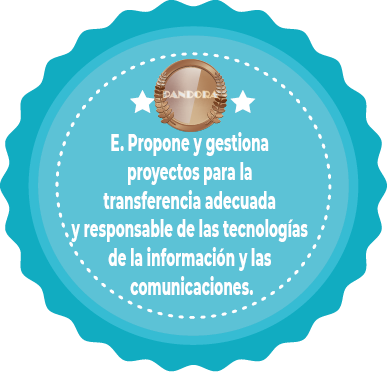 PANDORA
E. Propone y gestiona
proyectos para la
transferencia adecuada
y responsable de las tecnologías
de la información y las
comunicaciones.